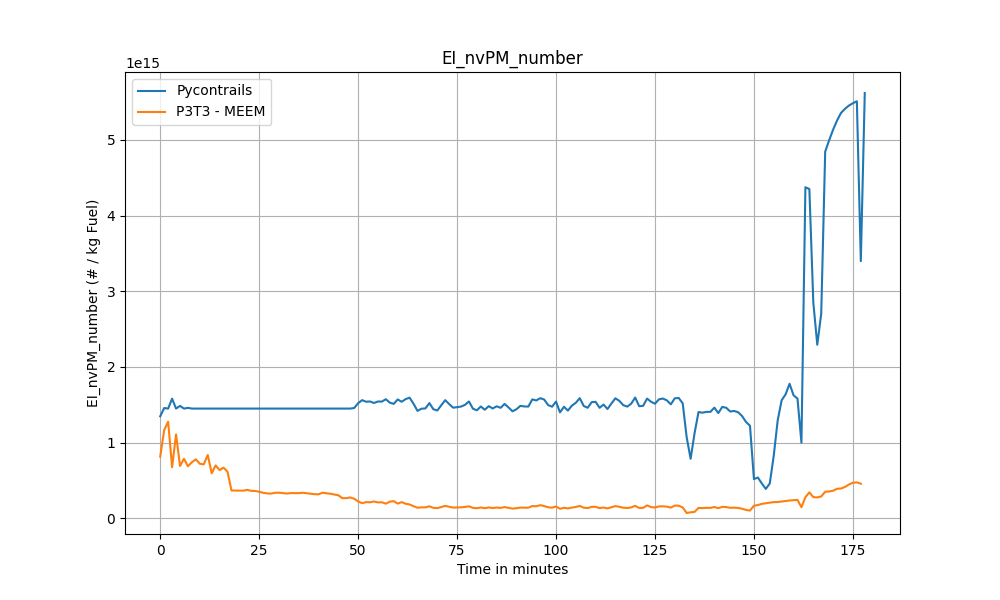 EI_nvPM_number
1e15
Pycontrails
P3T3 - MEEM
EI_nvPM_number (# / kg Fuel)
5
4
3
2
1
0
0 25 50 75 100 125 150 175
Time in minutes